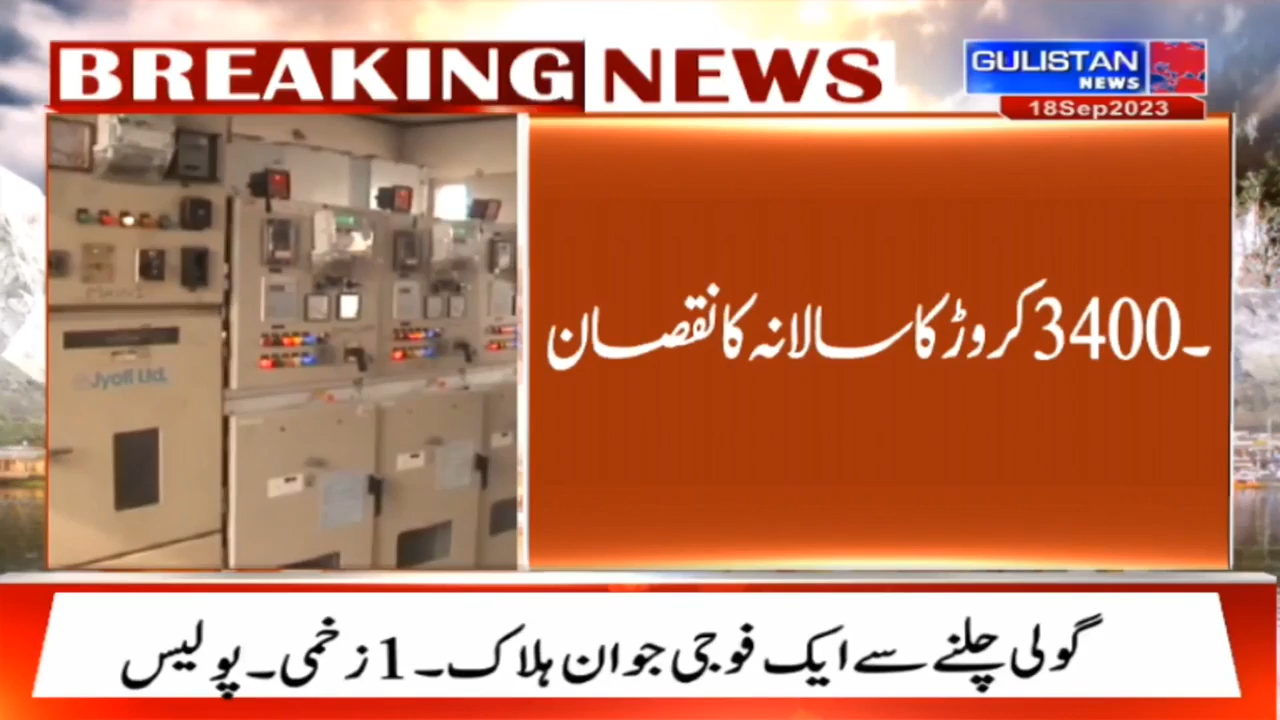 BREAKING NEWS
GULISTAN
NEWS
18Sep2023
Jyoti Ltd.
۔3400 کروڑ کا سالانہ کا نقصان
گولی چلنے سے ایک فوجی جوان ہلاک۔ 1 زخمی۔ پولیس